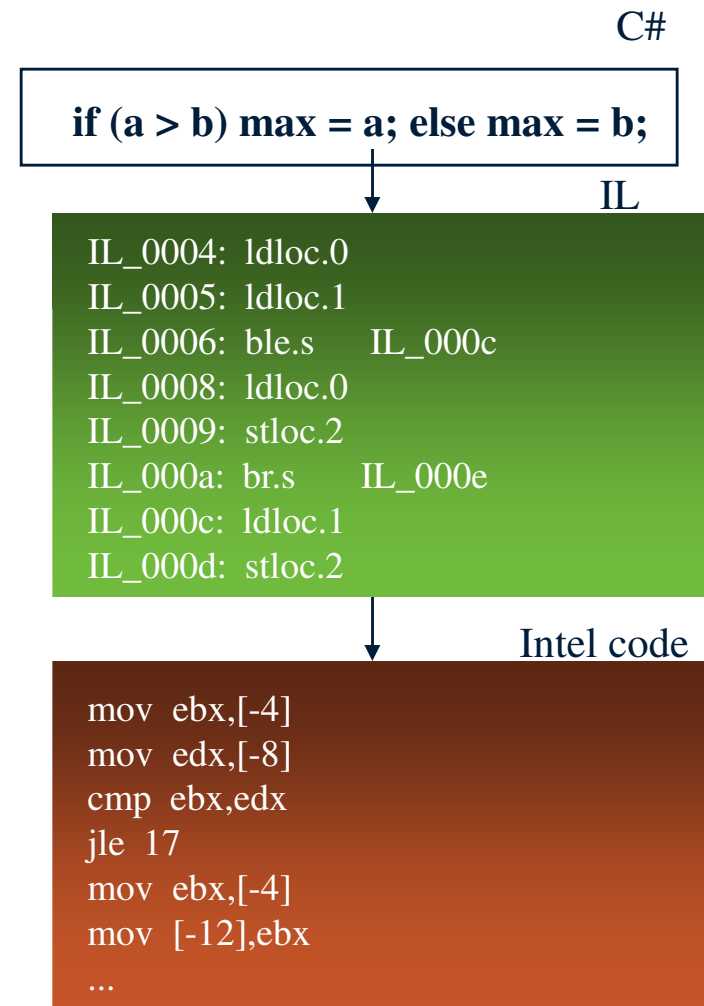 C#
if (a > b) max = a; else max = b;
IL
IL_0004: ldloc.0
IL_0005: ldloc.1
IL_0006: ble.s IL_000c
IL_0008: ldloc.0
IL_0009: stloc.2
IL_000a: br.s IL_000e
IL_000c: ldloc.1
IL_000d: stloc.2
Intel code
mov ebx,[-4]
mov edx,[-8]
cmp ebx,edx
jle 17
mov ebx,[-4]
mov [-12],ebx
...